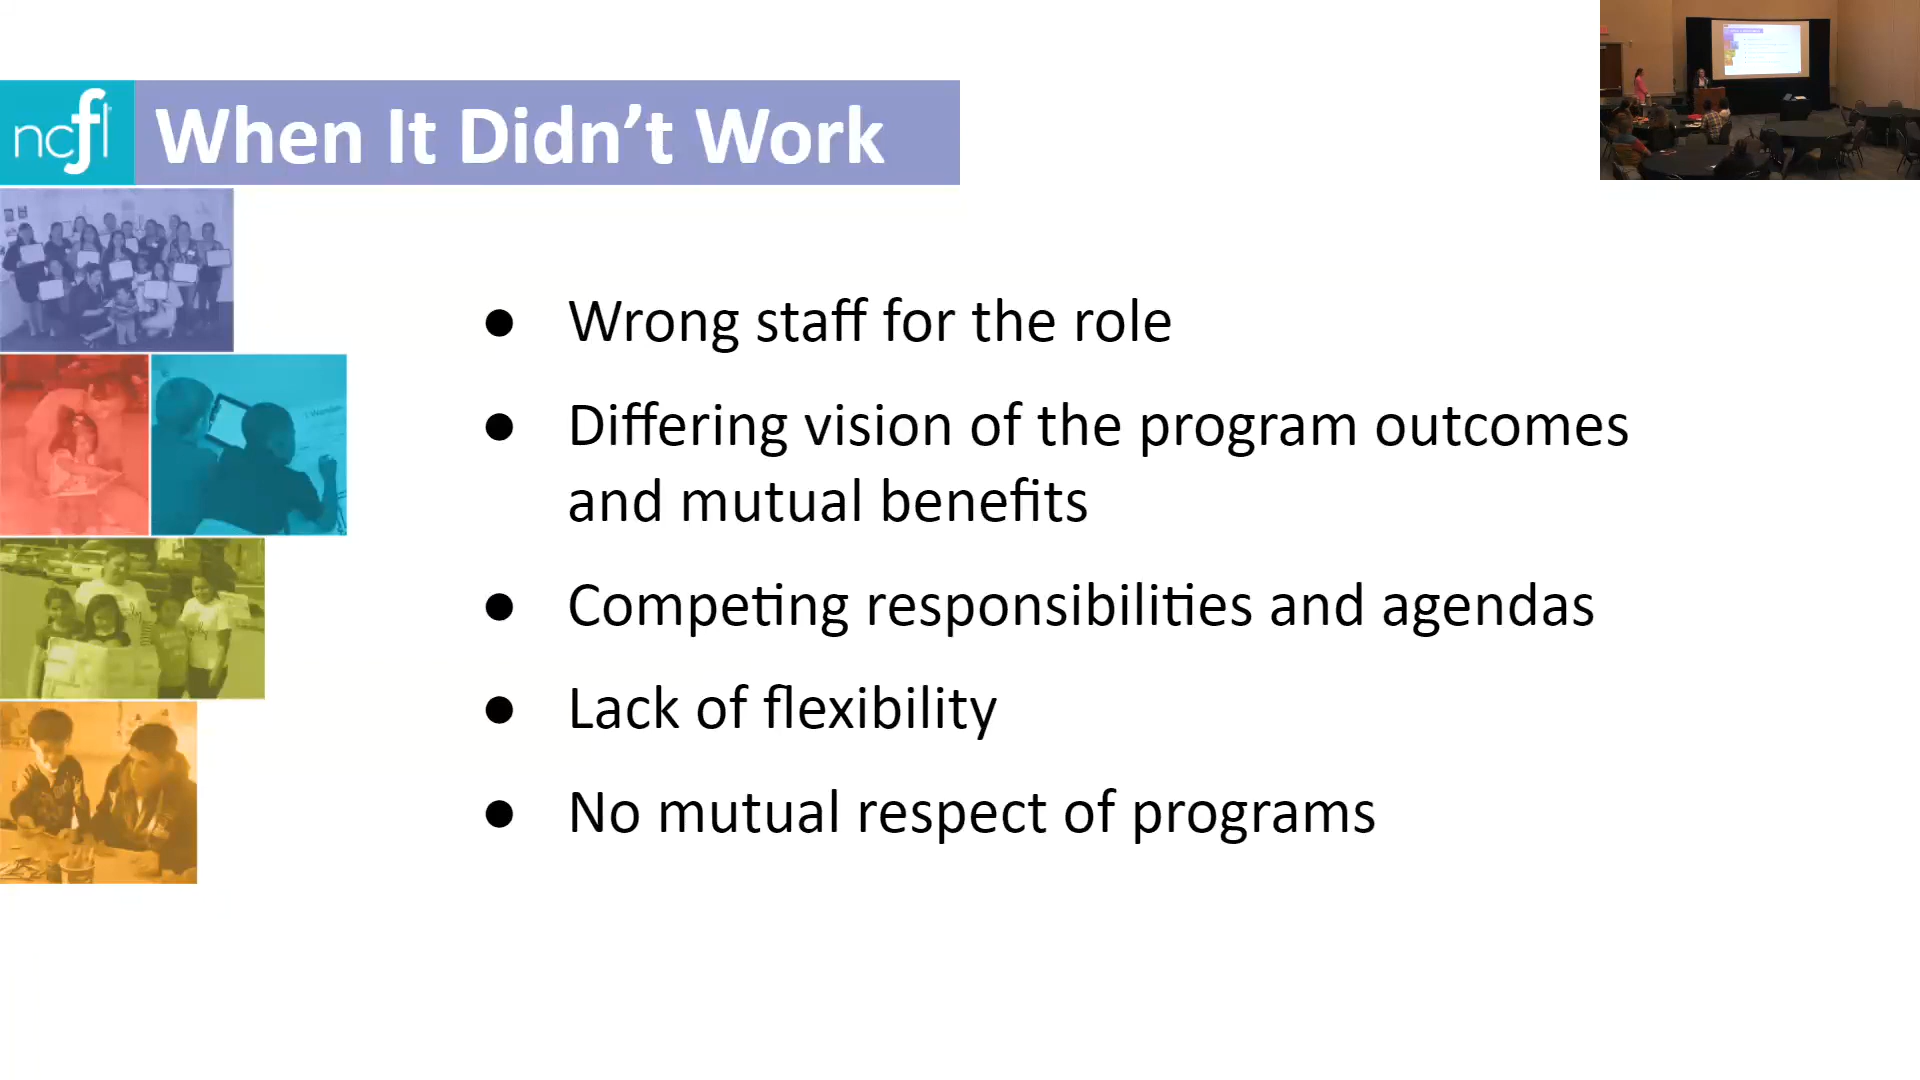 ncfl
When It Didn't Work
● Wrong staff for the role
● Differing vision of the program outcomes
and mutual benefits
● Competing responsibilities and agendas
● Lack of flexibility
● No mutual respect of programs